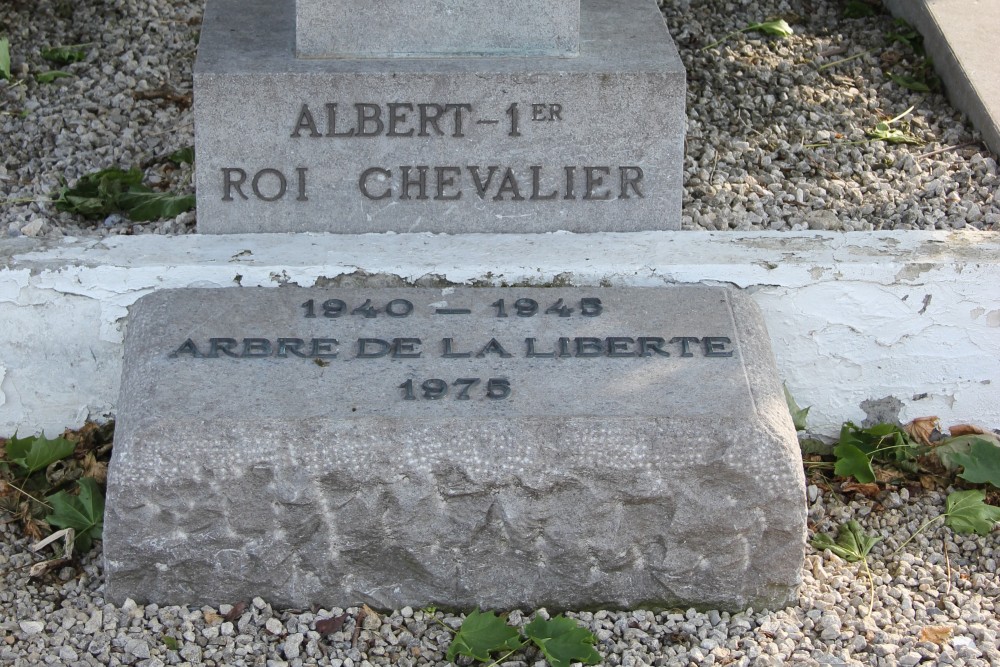 ALBERT-1ER
ROI CHEVALIER
1940 - 1945
ARBRE DE LA LIBERTE
1975